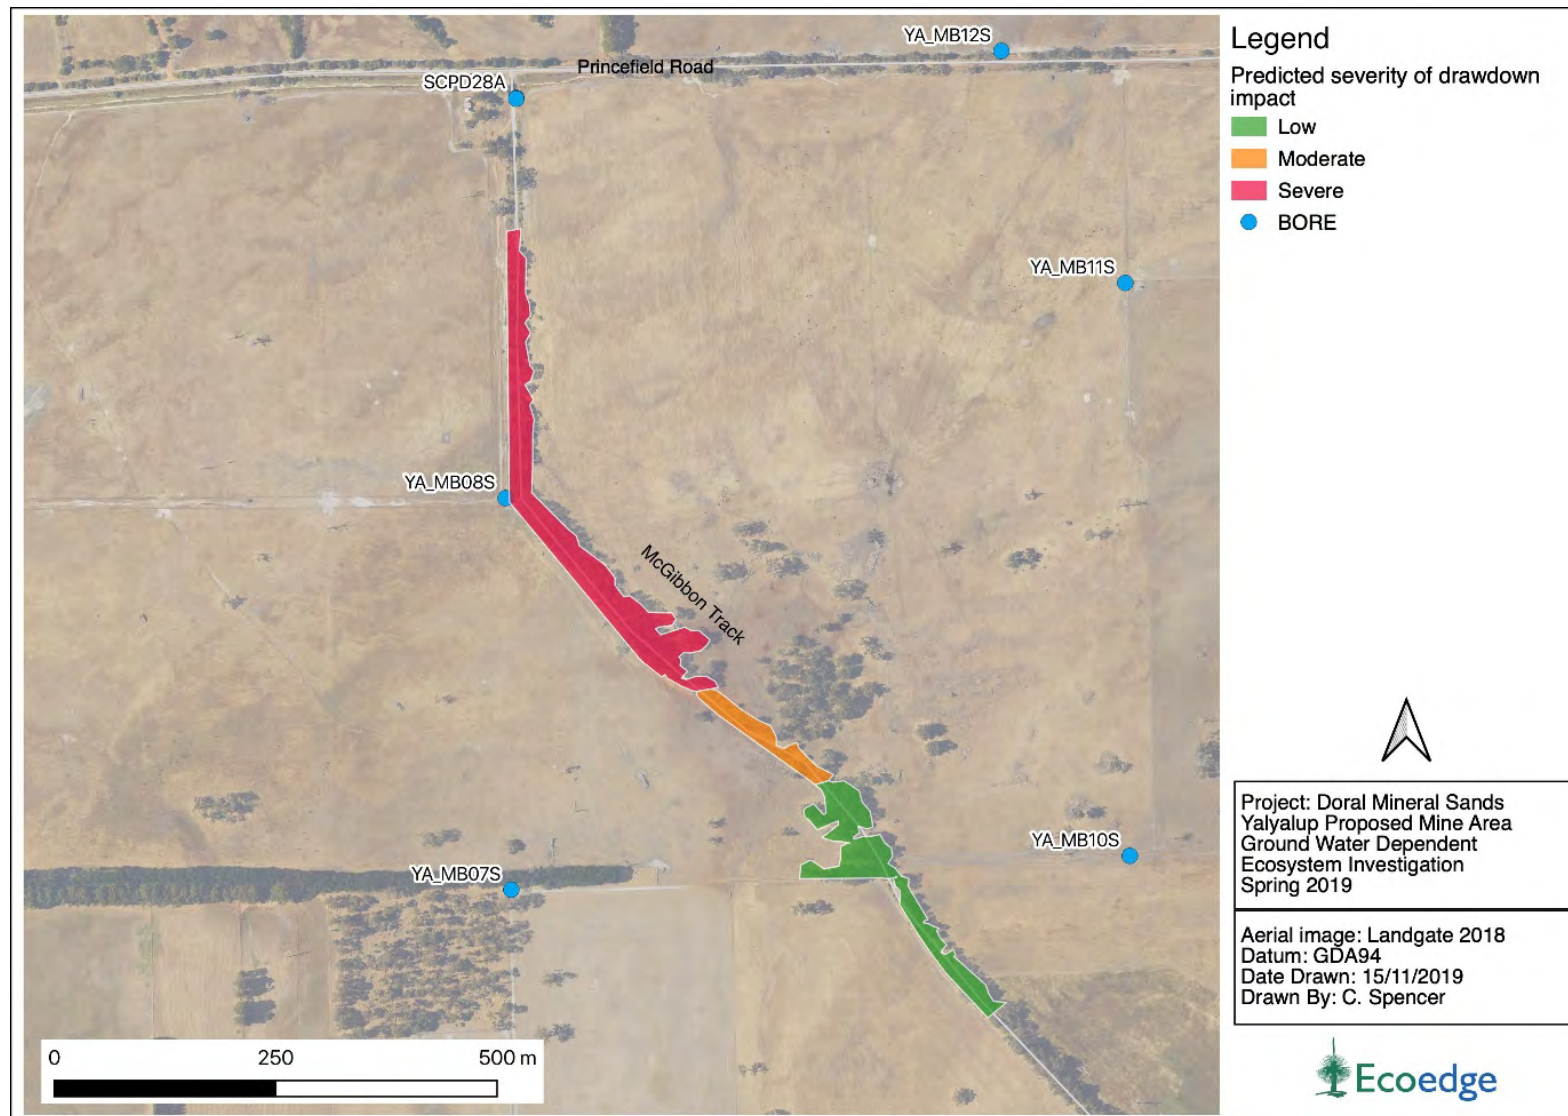 YA_MB12S
Princefield Road
SCPD28A
YA_MB11S
YA_MB08S
McGibbon Track
YA_MB10S
YA_MB07S
0 250 500 m
Legend
Predicted severity of drawdown
impact
Low
Moderate
Severe
BORE
Project: Doral Mineral Sands
Yalyalup Proposed Mine Area
Ground Water Dependent
Ecosystem Investigation
Spring 2019
Aerial image: Landgate 2018
Datum: GDA94
Date Drawn: 15/11/2019
Drawn By: C. Spencer
Ecoedge